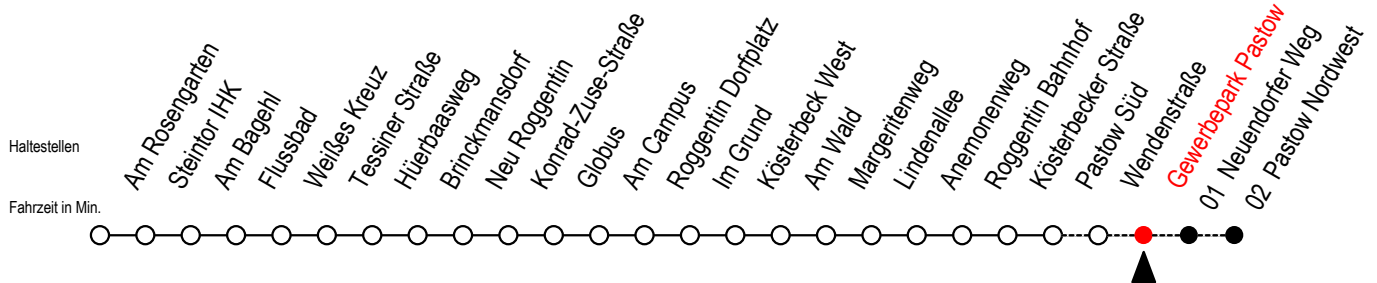 Haltestellen
Am Rosengarten
Steintor IHK
Am Bagehl
Flussbad
Weißes Kreuz
Tessiner Straße
Hüerbaasweg
Brinckmansdorf
Neu Roggentin
Konrad-Zuse-Straße
Globus
Am Campus
Roggentin Dorfplatz
Im Grund
Kösterbeck West
Am Wald
Margeritenweg
Lindenallee
Anemonenweg
Roggentin Bahnhof
Kösterbecker Straße
Pastow Süd
Wendenstraße
Gewerbepark Pastow
01 Neuendorfer Weg
02 Pastow Nordwest
Fahrzeit in Min.